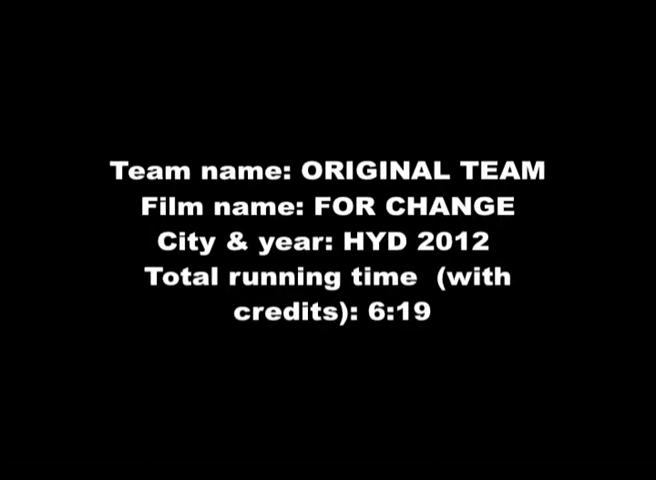 Team name: ORIGINAL TEAM
Film name: FOR CHANGE
City & year: HYD 2012
Total running time  (with
credits): 6:19